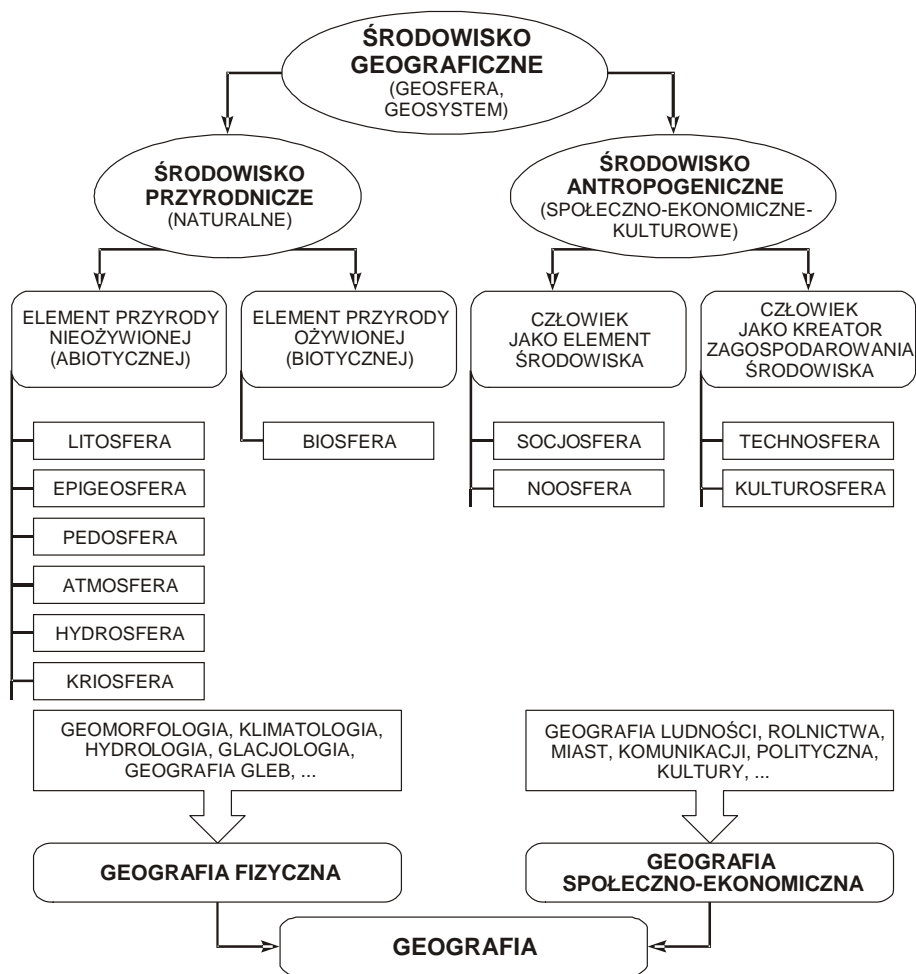 ŚRODOWISKO
GEOGRAFICZNE
(GEOSFERA,
GEOSYSTEM)
ŚRODOWISKO
PRZYRODNICZE
(NATURALNE)
ŚRODOWISKO
ANTROPOGENICZNE
(SPOŁECZNO-EKONOMICZNE-
KULTUROWE)
ELEMENT PRZYRODY
NIEOŻYWIONEJ
(ABIOTYCZNEJ)
ELEMENT PRZYRODY
OŻYWIONEJ
(BIOTYCZNEJ)
CZŁOWIEK
JAKO ELEMENT
ŚRODOWISKA
CZŁOWIEK
JAKO KREATOR
ZAGOSPODAROWANIA
ŚRODOWISKA
LITOSFERA
EPIGEOSFERA
PEDOSFERA
ATMOSFERA
HYDROSFERA
KRIOSFERA
BIOSFERA
SOCJOSFERA
NOOSFERA
TECHNOSFERA
KULTUROSFERA
GEOMORFOLOGIA, KLIMATOLOGIA,
HYDROLOGIA, GLACJOLOGIA,
GEOGRAFIA GLEB, ...
GEOGRAFIA LUDNOŚCI, ROLNICTWA,
MIAST, KOMUNIKACJI, POLITYCZNA,
KULTURY, ...
GEOGRAFIA FIZYCZNA
GEOGRAFIA
SPOŁECZNO-EKONOMICZNA
GEOGRAFIA